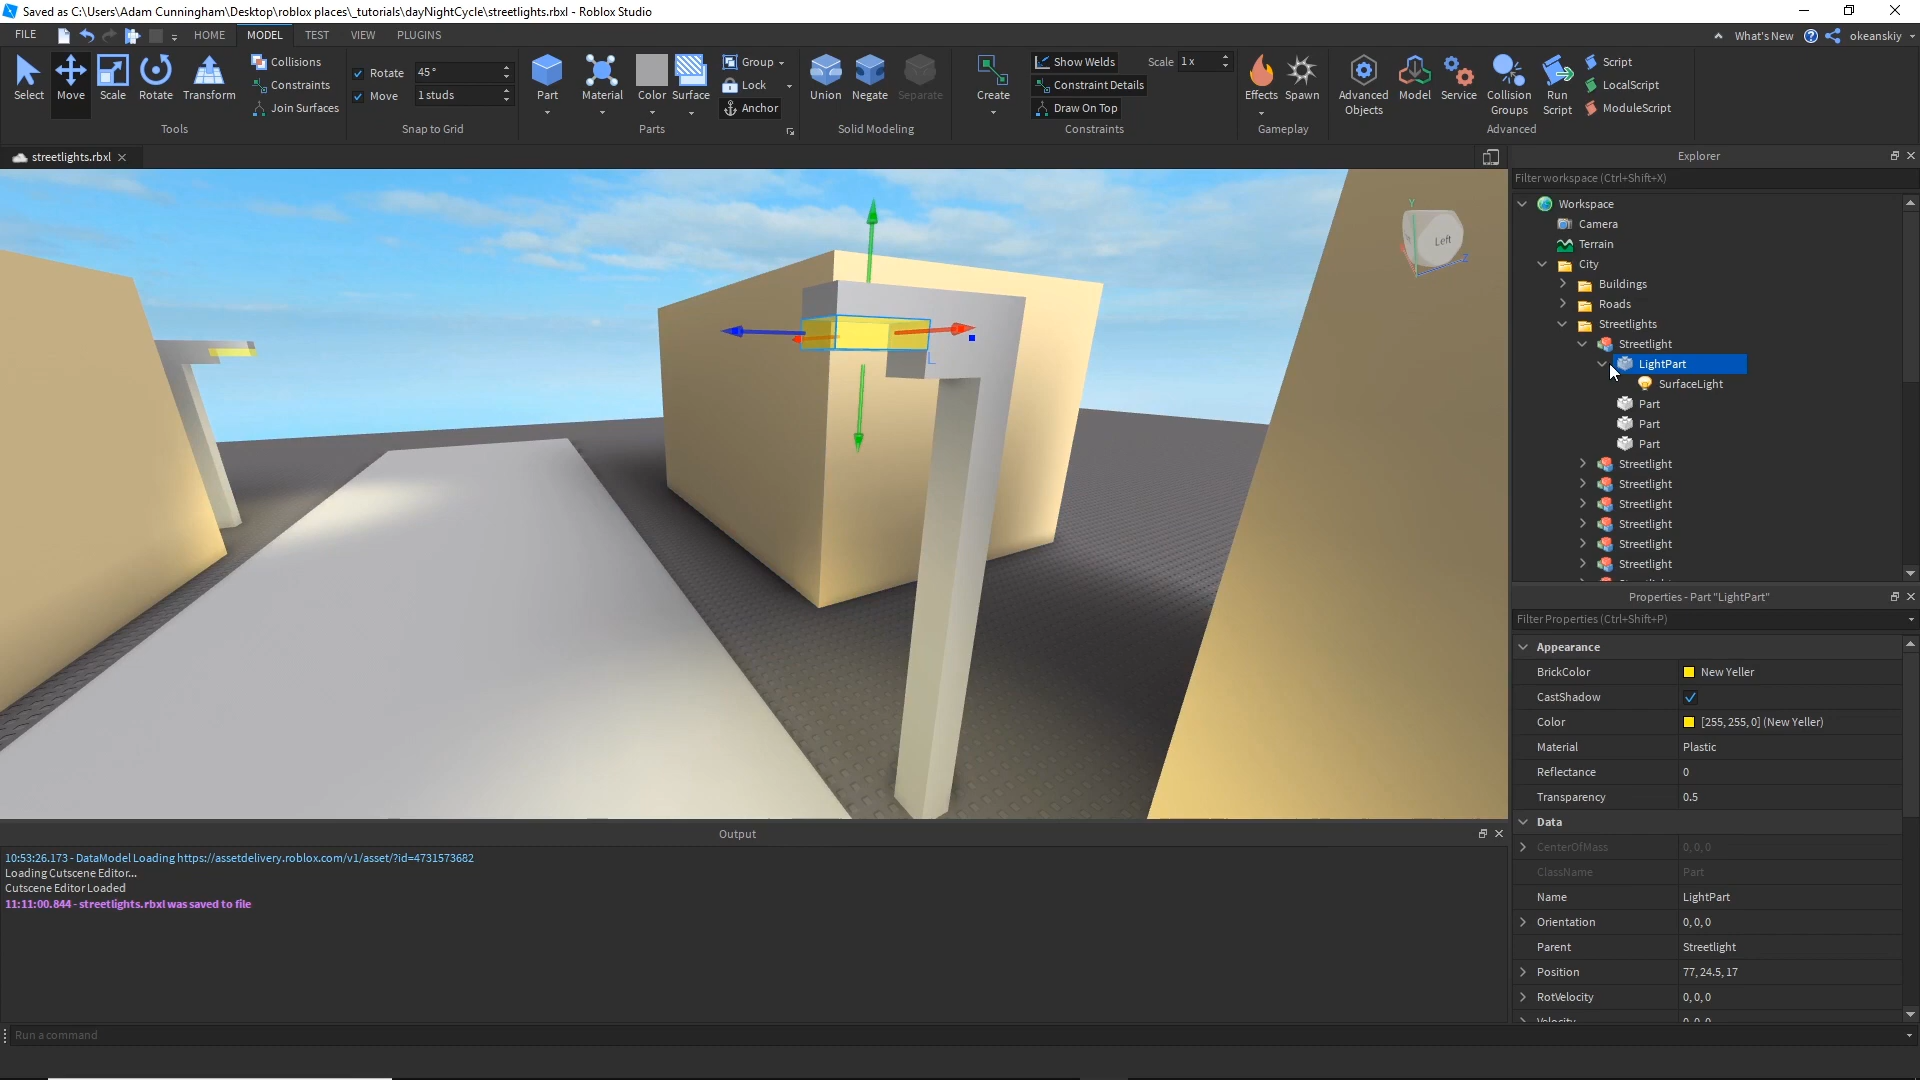 Saved as C:\Users\Adam Cunningham\Desktop\roblox places\_tutorials\dayNightCycle\streetlights.rbxl - Roblox Studio
FILE HOME MODEL TEST VIEW PLUGINS What's New okeanskiy
Select Move Scale Rotate Transform
Collisions
Constraints
Join Surfaces
Tools
Rotate 45 °
Move 1 studs
Snap to Grid
Part Material Color Surface
Group
Lock
Anchor
Parts
Union Negate Separate
Solid Modeling
Create
Show Welds
Constraint Details
Draw On Top
Scale 1 x
Constraints
Effects Spawn
Gameplay
Advanced Objects Model Service Collision Groups Run Script
Script
LocalScript
ModuleScript
Advanced
streetlights.rbxl
Left
Y
Z
L
Explorer
Filter workspace (Ctrl+Shift+X)
Workspace
Camera
Terrain
City
Buildings
Roads
Streetlights
Streetlight
LightPart
SurfaceLight
Part
Part
Part
Streetlight
Streetlight
Streetlight
Streetlight
Streetlight
Streetlight
Properties - Part "LightPart"
Filter Properties (Ctrl+Shift+P)
Appearance
BrickColor New Yeller
CastShadow
Color [255, 255, 0] (New Yeller)
Material Plastic
Reflectance 0
Transparency 0.5
Data
CenterOfMass 0, 0, 0
ClassName Part
Name LightPart
Orientation 0, 0, 0
Parent Streetlight
Position 77, 24.5, 17
RotVelocity 0, 0, 0
Velocity 0, 0, 0
Output
10:53:26.173 - DataModel Loading https://assetdelivery.roblox.com/v1/asset/?id=4731573682
Loading Cutscene Editor...
Cutscene Editor Loaded
11:11:00.844 - streetlights.rbxl was saved to file
Run a command